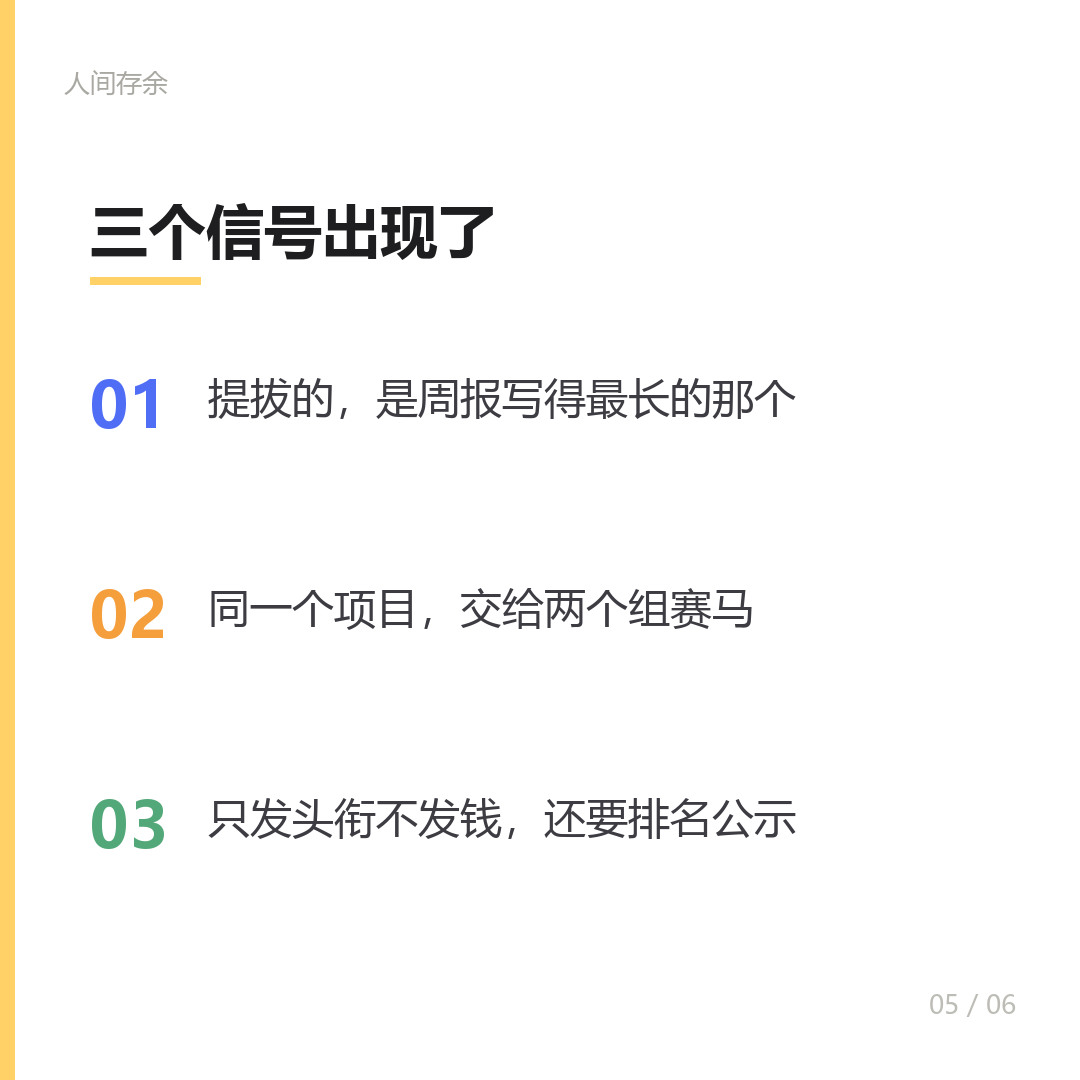 人间存余
三个信号出现了
01 提拔的，是周报写得最长的那个
02 同一个项目，交给两个组赛马
03 只发头衔不发钱，还要排名公示
05 / 06